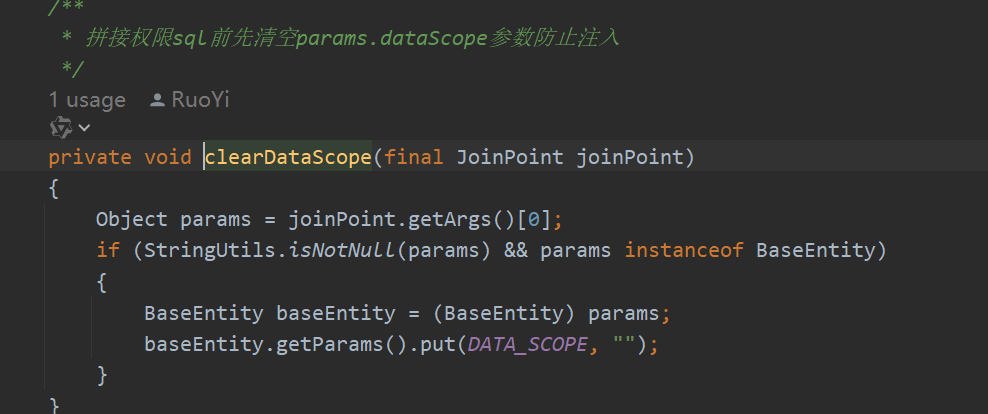 /**
 * 拼接权限sql前先清空params.dataScope参数防止注入
 */
1 usage RuoYi
private void clearDataScope(final JoinPoint joinPoint)
{
    Object params = joinPoint.getArgs()[0];
    if (StringUtils.isNotNull(params) && params instanceof BaseEntity)
    {
        BaseEntity baseEntity = (BaseEntity) params;
        baseEntity.getParams().put(DATA_SCOPE, "");
    }
}